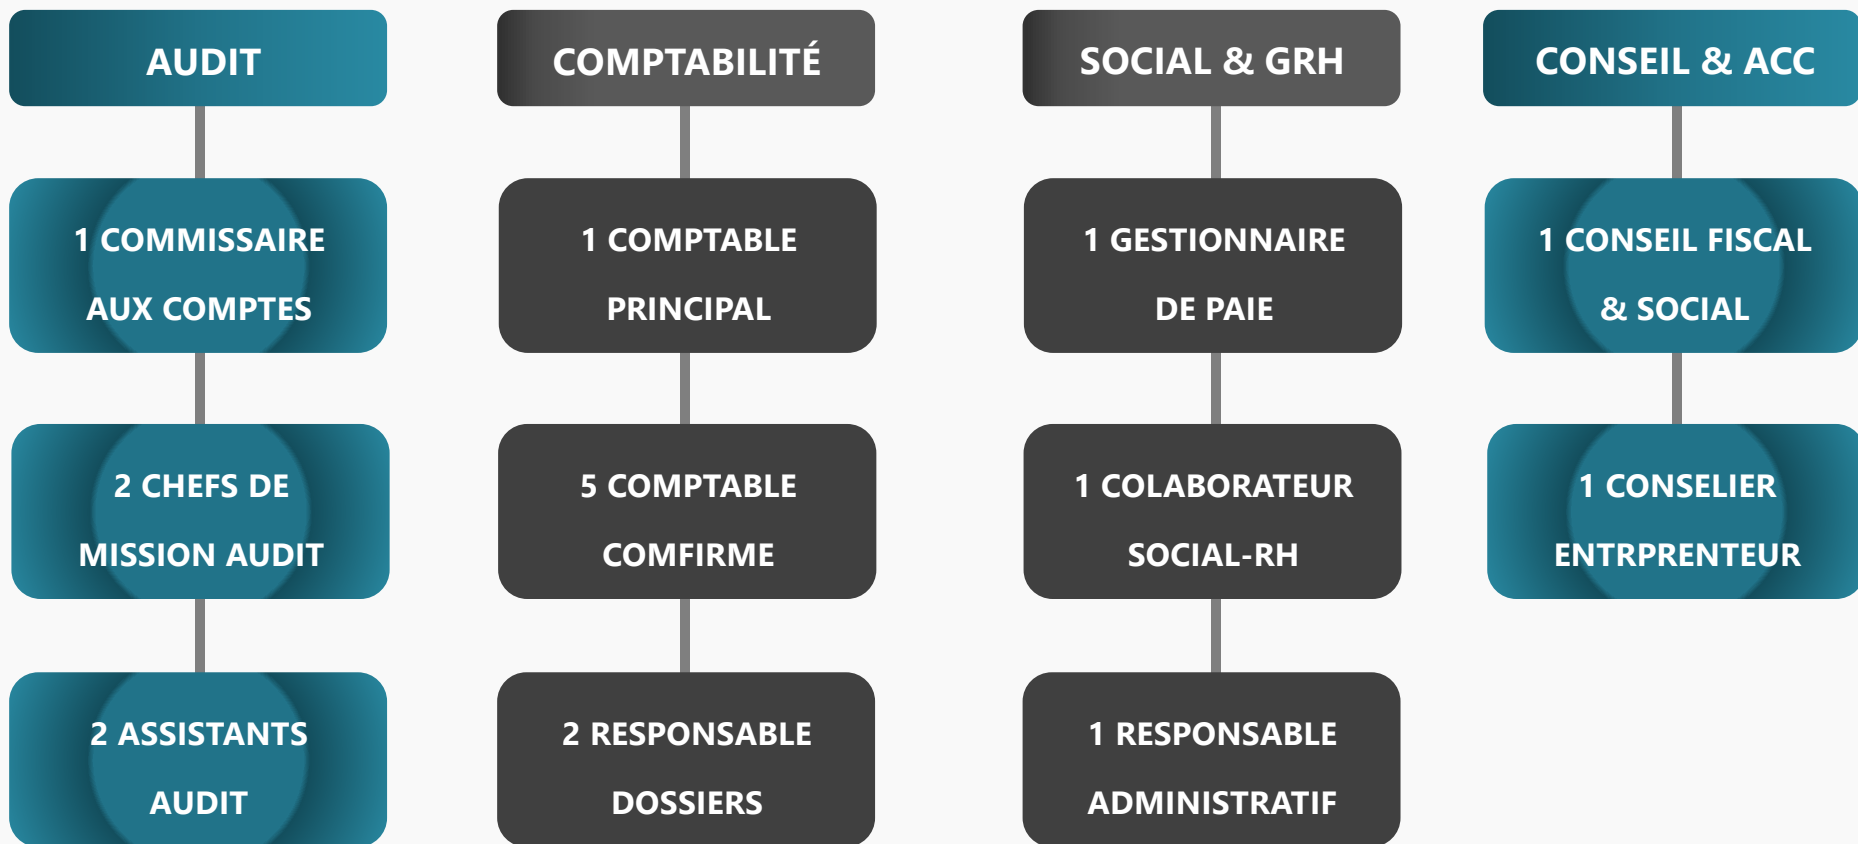 AUDIT
1 COMMISSAIRE
AUX COMPTES
2 CHEFS DE
MISSION AUDIT
2 ASSISTANTS
AUDIT
COMPTABILITÉ
1 COMPTABLE
PRINCIPAL
5 COMPTABLE
COMFIRME
2 RESPONSABLE
DOSSIERS
SOCIAL & GRH
1 GESTIONNAIRE
DE PAIE
1 COLABORATEUR
SOCIAL-RH
1 RESPONSABLE
ADMINISTRATIF
CONSEIL & ACC
1 CONSEIL FISCAL
& SOCIAL
1 CONSELIER
ENTRPRENTEUR